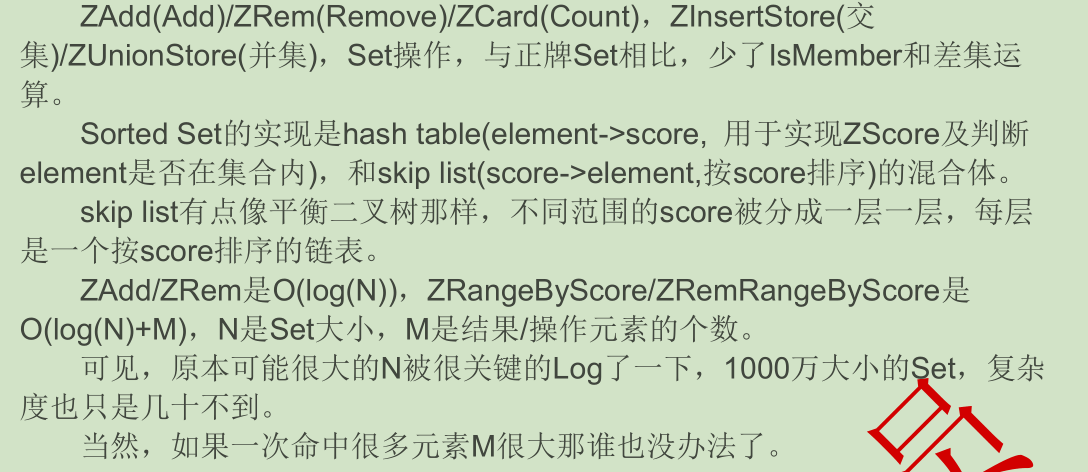 ZAdd(Add)/ZRem(Remove)/ZCard(Count)，ZInsertStore(交
集)/ZUnionStore(并集)，Set操作，与正牌Set相比，少了IsMember和差集运
算。
Sorted Set的实现是hash table(element->score, 用于实现ZScore及判断
element是否在集合内)，和skip list(score->element,按score排序)的混合体。
skip list有点像平衡二叉树那样，不同范围的score被分成一层一层，每层
是一个按score排序的链表。
ZAdd/ZRem是O(log(N))，ZRangeByScore/ZRemRangeByScore是
O(log(N)+M)，N是Set大小，M是结果/操作元素的个数。
可见，原本可能很大的N被很关键的Log了一下，1000万大小的Set，复杂
度也只是几十不到。
当然，如果一次命中很多元素M很大那谁也没办法了。